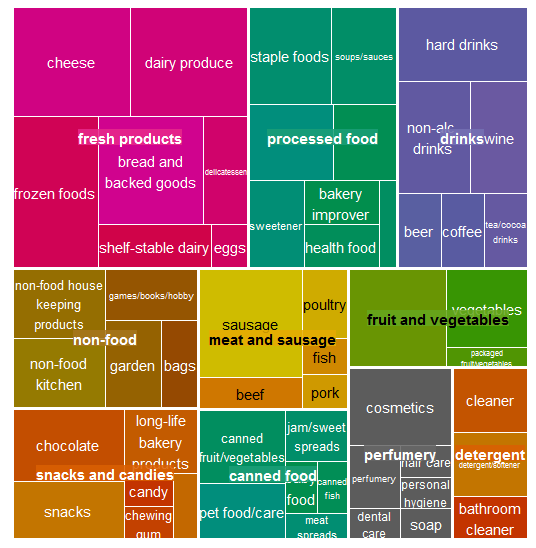 cheese
dairy produce
fresh products
frozen foods
bread and
backed goods
delicatessen
shelf-stable dairy
eggs
staple foods
soups/sauces
processed food
sweetener
bakery
improver
health food
hard drinks
non-alc.
drinks
drinks
wine
beer
coffee
tea/cocoa
drinks
non-food house
keeping
products
games/books/hobby
non-food
non-food
kitchen
garden
bags
sausage
poultry
meat and sausage
fish
beef
pork
vegetables
fruit and vegetables
packaged
fruit/vegetables
chocolate
long-life
bakery
products
snacks and candies
snacks
candy
chewing
gum
canned
fruit/vegetables
jam/sweet
spreads
canned food
food
canned
fish
pet food/care
meat
spreads
cosmetics
perfumery
hair care
perfumery
personal
hygiene
dental
care
soap
cleaner
detergent
detergent/softener
bathroom
cleaner